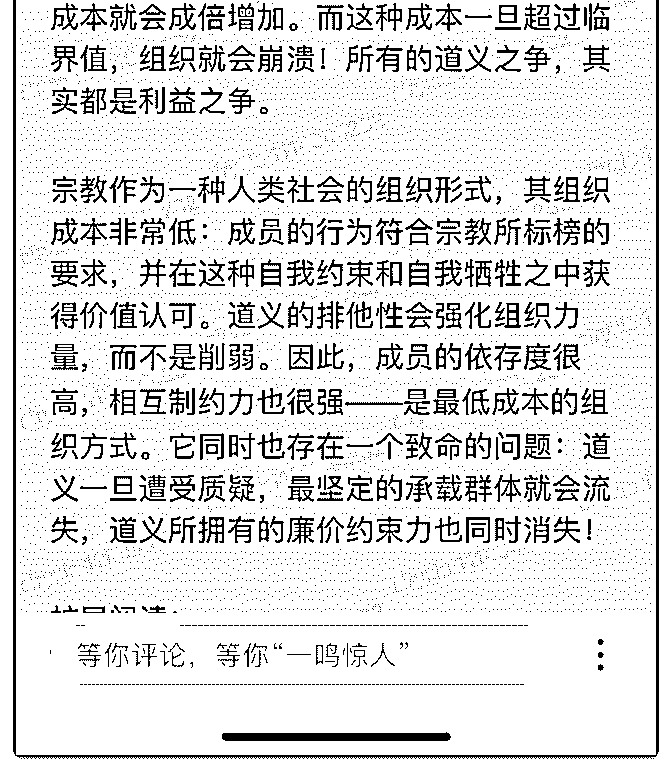 成本就会成倍增加。而这种成本一旦超过临
界值，组织就会崩溃！所有的道义之争，其
实都是利益之争。
宗教作为一种人类社会的组织形式，其组织
成本非常低：成员的行为符合宗教所标榜的
要求，并在这种自我约束和自我牺牲之中获
得价值认可。道义的排他性会强化组织力
量，而不是削弱。因此，成员的依存度很
高，相互制约力也很强——是最低成本的组
织方式。它同时也存在一个致命的问题：道
义一旦遭受质疑，最坚定的承载群体就会流
失，道义所拥有的廉价约束力也同时消失！
等你评论，等你“一鸣惊人”